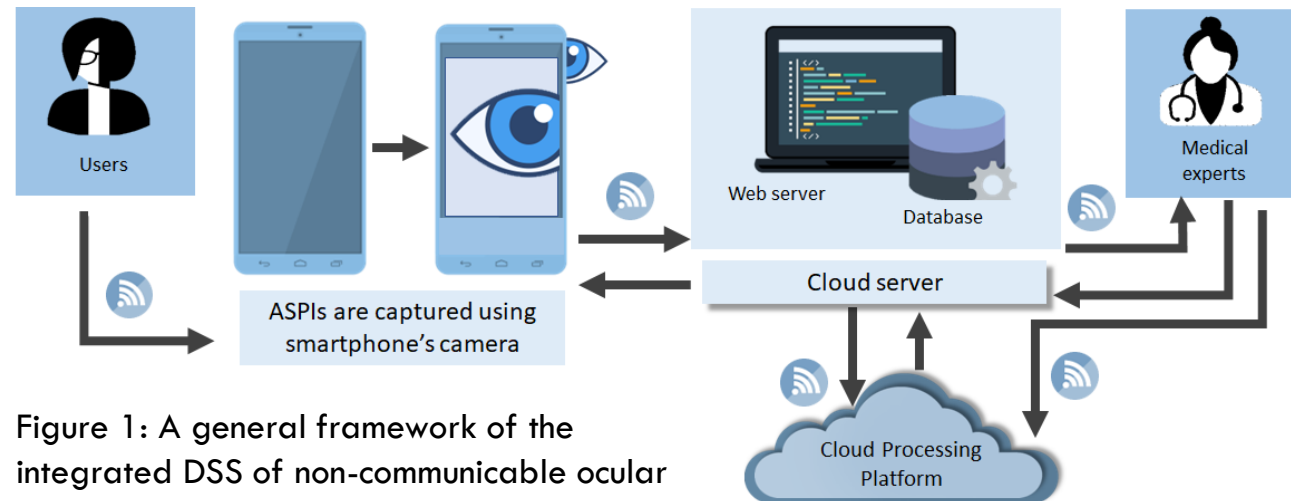 Users
ASPIs are captured using
smartphone's camera
</>
</>
Web server
Database
Cloud server
Medical
experts
Cloud Processing
Platform
Figure 1: A general framework of the
integrated DSS of non-communicable ocular